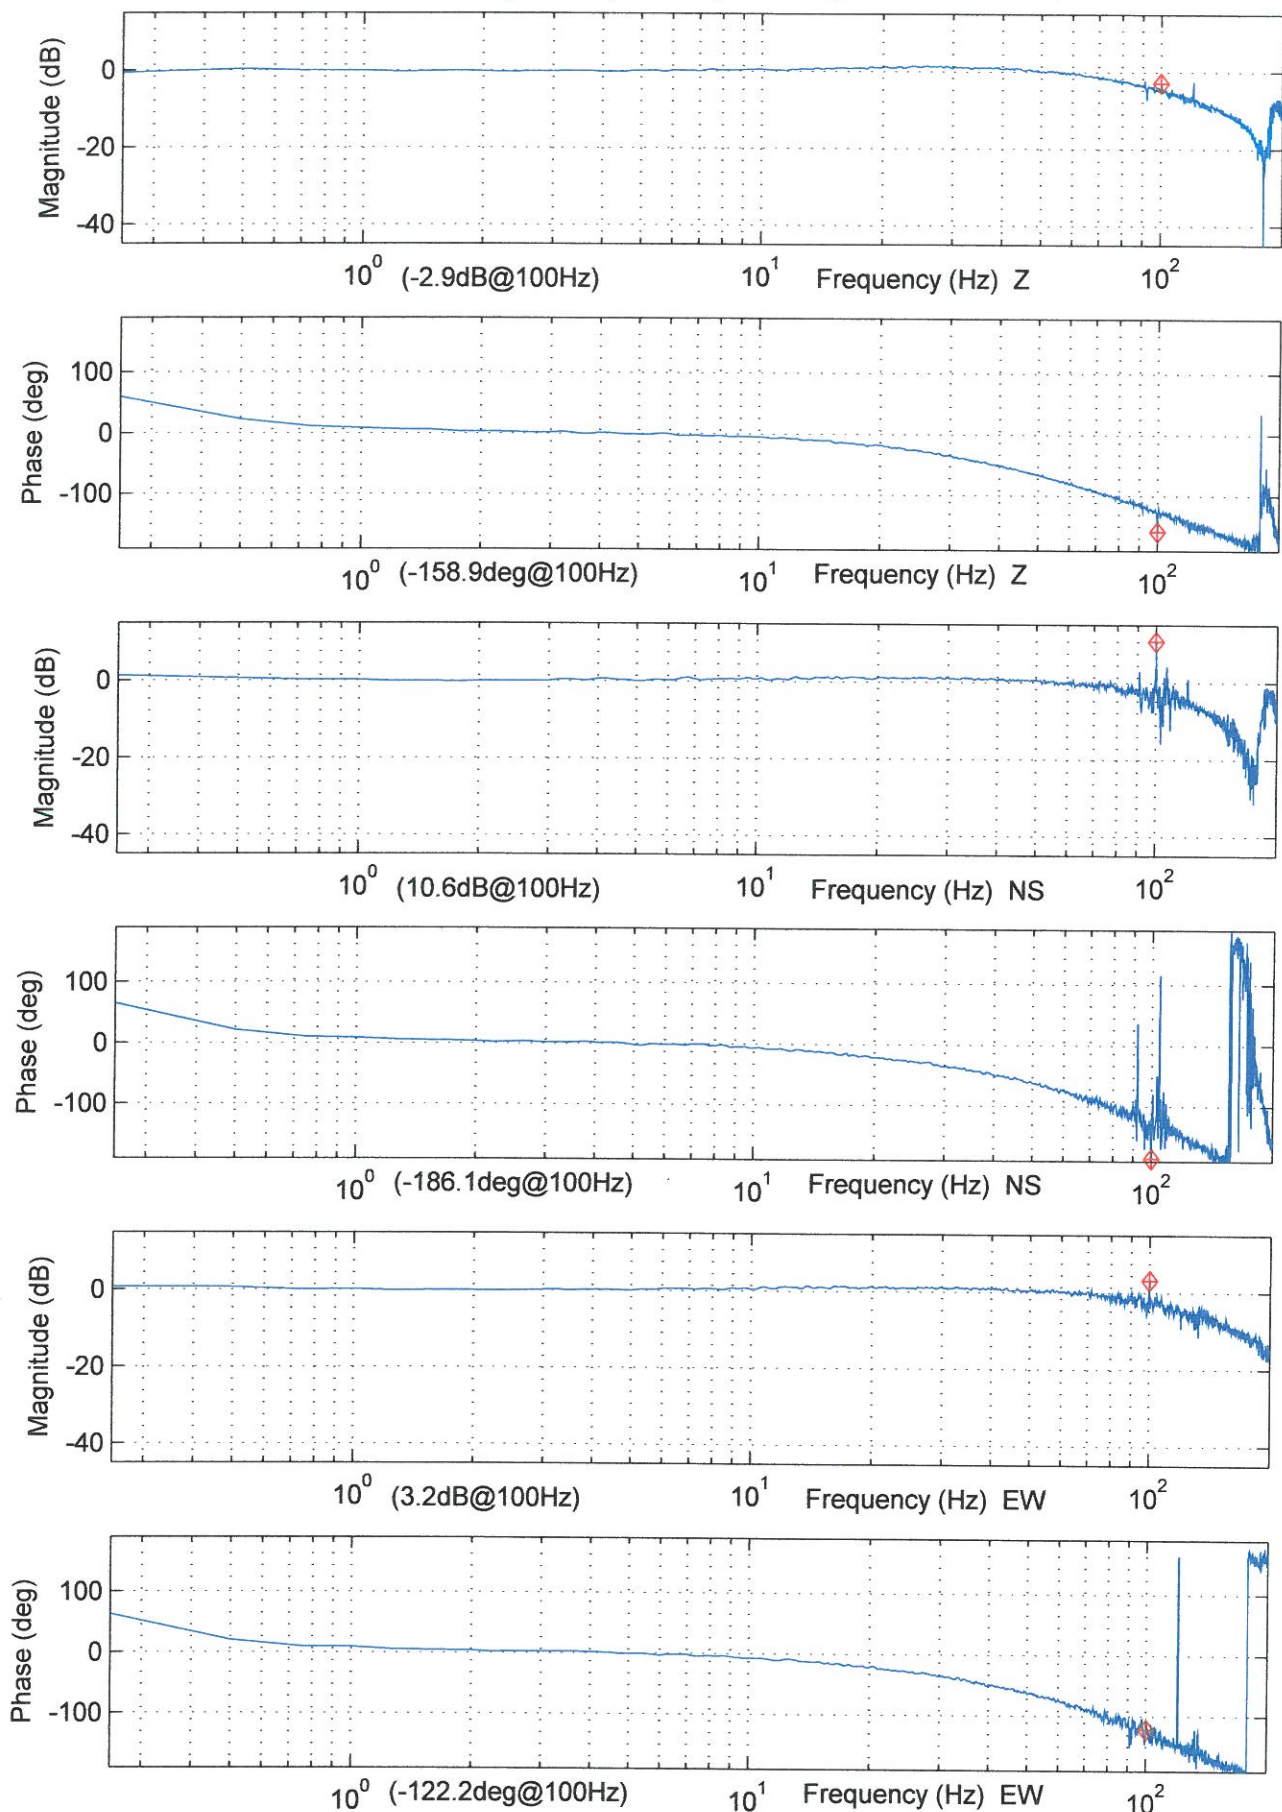 Magnitude (dB)
0
-20
-40
10^0 (-2.9dB@100Hz) 10^1 Frequency (Hz) Z 10^2
Phase (deg)
100
0
-100
10^0 (-158.9deg@100Hz) 10^1 Frequency (Hz) Z 10^2
Magnitude (dB)
0
-20
-40
10^0 (10.6dB@100Hz) 10^1 Frequency (Hz) NS 10^2
Phase (deg)
100
0
-100
10^0 (-186.1deg@100Hz) 10^1 Frequency (Hz) NS 10^2
Magnitude (dB)
0
-20
-40
10^0 (3.2dB@100Hz) 10^1 Frequency (Hz) EW 10^2
Phase (deg)
100
0
-100
10^0 (-122.2deg@100Hz) 10^1 Frequency (Hz) EW 10^2